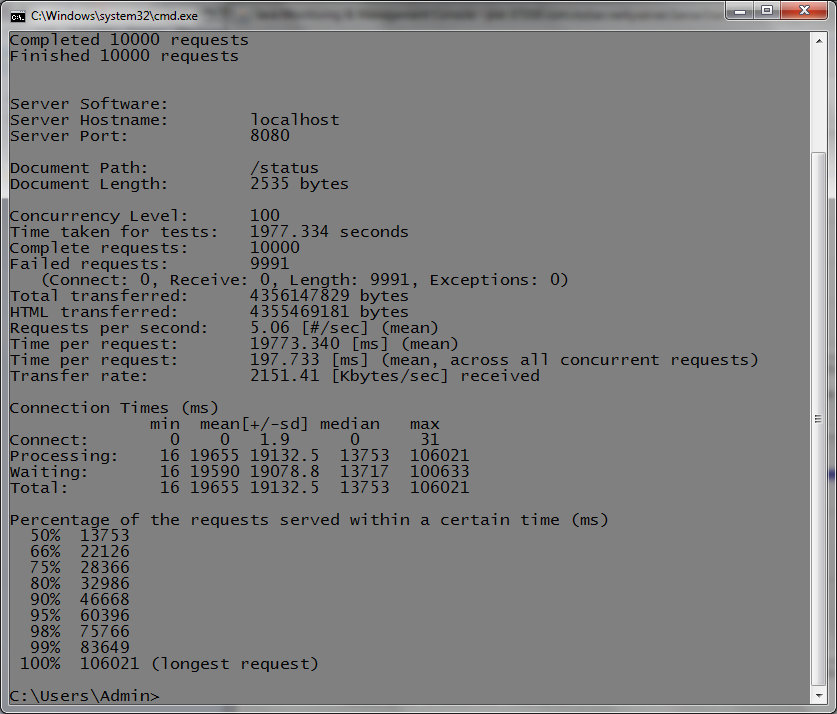 C:\Windows\system32\cmd.exe
Completed 10000 requests
Finished 10000 requests
Server Software:
Server Hostname:        localhost
Server Port:            8080
Document Path:          /status
Document Length:        2535 bytes
Concurrency Level:      100
Time taken for tests:   1977.334 seconds
Complete requests:      10000
Failed requests:        9991
   (Connect: 0, Receive: 0, Length: 9991, Exceptions: 0)
Total transferred:      4356147829 bytes
HTML transferred:       4355469181 bytes
Requests per second:    5.06 [#/sec] (mean)
Time per request:       19773.340 [ms] (mean)
Time per request:       197.733 [ms] (mean, across all concurrent requests)
Transfer rate:          2151.41 [Kbytes/sec] received
Connection Times (ms)
              min  mean[+/-sd] median   max
Connect:        0    0   1.9      0      31
Processing:    16 19655 19132.5  13753  106021
Waiting:       16 19590 19078.8  13717  100633
Total:         16 19655 19132.5  13753  106021
Percentage of the requests served within a certain time (ms)
  50%  13753
  66%  22126
  75%  28366
  80%  32986
  90%  46668
  95%  60396
  98%  75766
  99%  83649
 100%  106021 (longest request)
C:\Users\Admin>